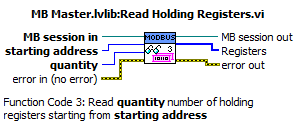 MB Master.lvlib:Read Holding Registers.vi
MB session in
MB session out
starting address
MODBUS
Registers
quantity
3
error in (no error)
error out
Function Code 3: Read quantity number of holding
registers starting from starting address